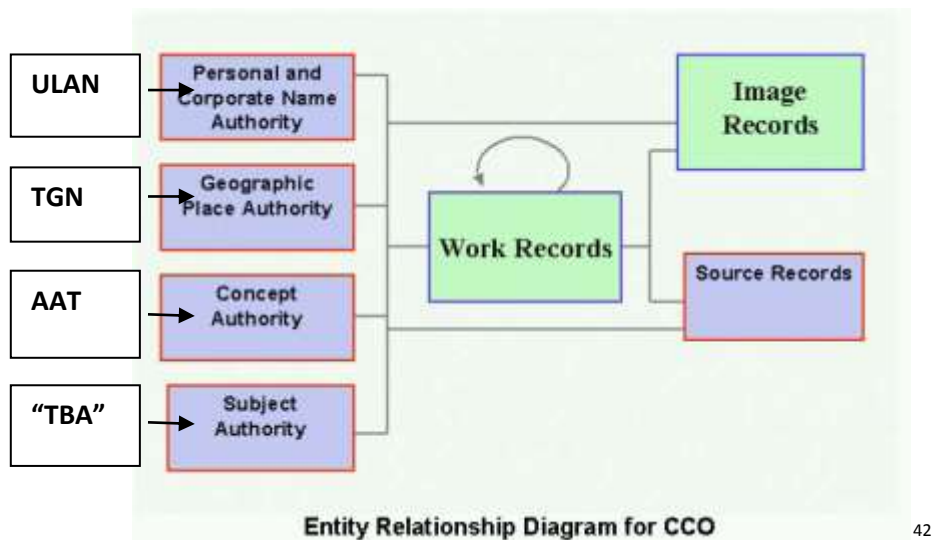 ULAN
Personal and
Corporate Name
Authority
Image
Records
TGN
Geographic
Place Authority
Work Records
Source Records
AAT
Concept
Authority
“TBA”
Subject
Authority
Entity Relationship Diagram for CCO
42